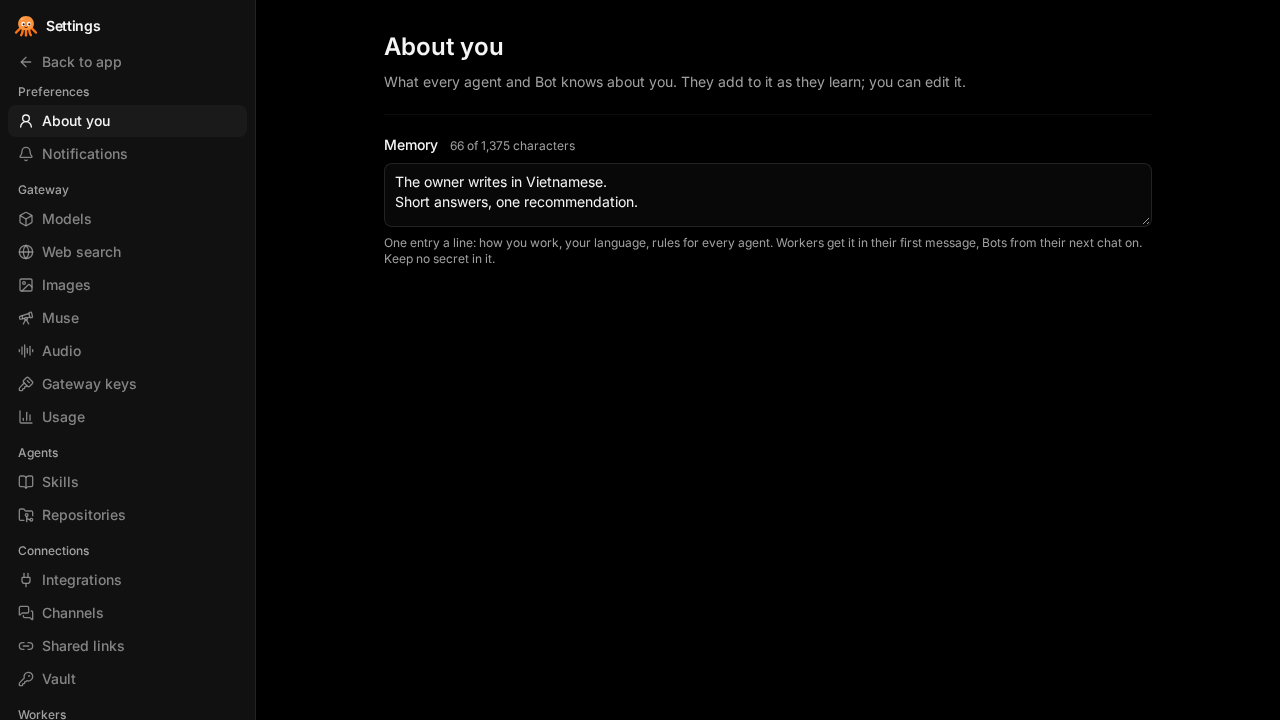 Settings
Back to app
Preferences
About you
Notifications
Gateway
Models
Web search
Images
Muse
Audio
Gateway keys
Usage
Agents
Skills
Repositories
Connections
Integrations
Channels
Shared links
Vault
Workers
About you
What every agent and Bot knows about you. They add to it as they learn; you can edit it.
Memory 66 of 1,375 characters
The owner writes in Vietnamese.
Short answers, one recommendation.
One entry a line: how you work, your language, rules for every agent. Workers get it in their first message, Bots from their next chat on.
Keep no secret in it.